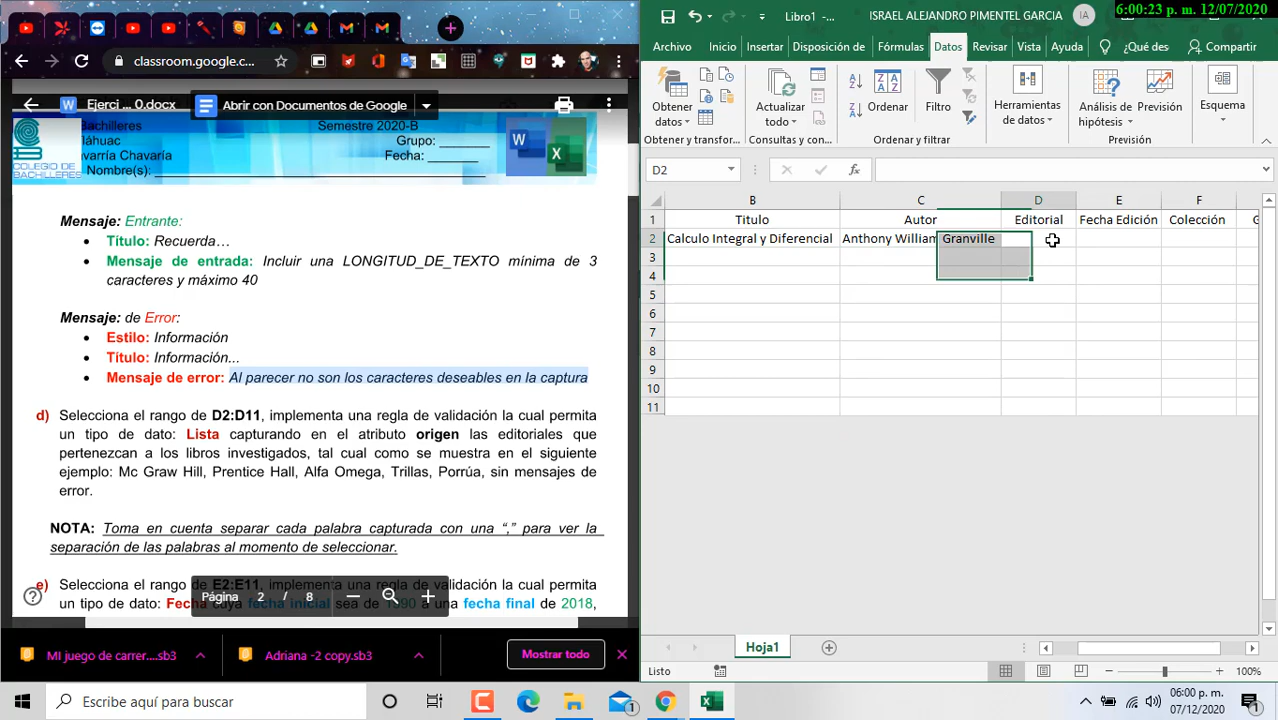 classroom.google.c...
Ejerci ... 0.docx
Abrir con Documentos de Google
Bachilleres
Semestre 2020-B
Grupo: _______
Fecha: _______
avarría Chavaría
Nombre(s):
COLEGIO DE
BACHILLERES
W
X
Mensaje: Entrante:
• Título: Recuerda…
• Mensaje de entrada: Incluir una LONGITUD_DE_TEXTO mínima de 3
caracteres y máximo 40
Mensaje: de Error:
• Estilo: Información
• Título: Información...
• Mensaje de error: Al parecer no son los caracteres deseables en la captura
d) Selecciona el rango de D2:D11, implementa una regla de validación la cual permita
un tipo de dato: Lista capturando en el atributo origen las editoriales que
pertenezcan a los libros investigados, tal cual como se muestra en el siguiente
ejemplo: Mc Graw Hill, Prentice Hall, Alfa Omega, Trillas, Porrúa, sin mensajes de
error.
NOTA: Toma en cuenta separar cada palabra capturada con una “,” para ver la
separación de las palabras al momento de seleccionar.
e) Selecciona el rango de E2:E11, implementa una regla de validación la cual permita
un tipo de dato: Fecha cuya fecha inicial sea de 1990 a una fecha final de 2018,
Página 2 / 8
MI juego de carrer....sb3
Adriana -2 copy.sb3
Mostrar todo
Escribe aquí para buscar
Libro1 -...
ISRAEL ALEJANDRO PIMENTEL GARCIA
IA
6:00:23 p. m. 12/07/2020
Archivo Inicio Insertar Disposición de Fórmulas Datos Revisar Vista Ayuda ¿Qué des Compartir
Obtener
datos
Actualizar
todo
Ordenar
Filtro
Herramientas
de datos
Análisis de
hipótesis
Previsión
Esquema
Obtener y transfor...
Consultas y con...
Ordenar y filtrar
Previsión
D2
fx
B C D E F
1 Titulo Autor Editorial Fecha Edición Colección
2 Calculo Integral y Diferencial Anthony William Granville
3
4
5
6
7
8
9
10
11
Hoja1
Listo
100%
06:00 p. m.
07/12/2020